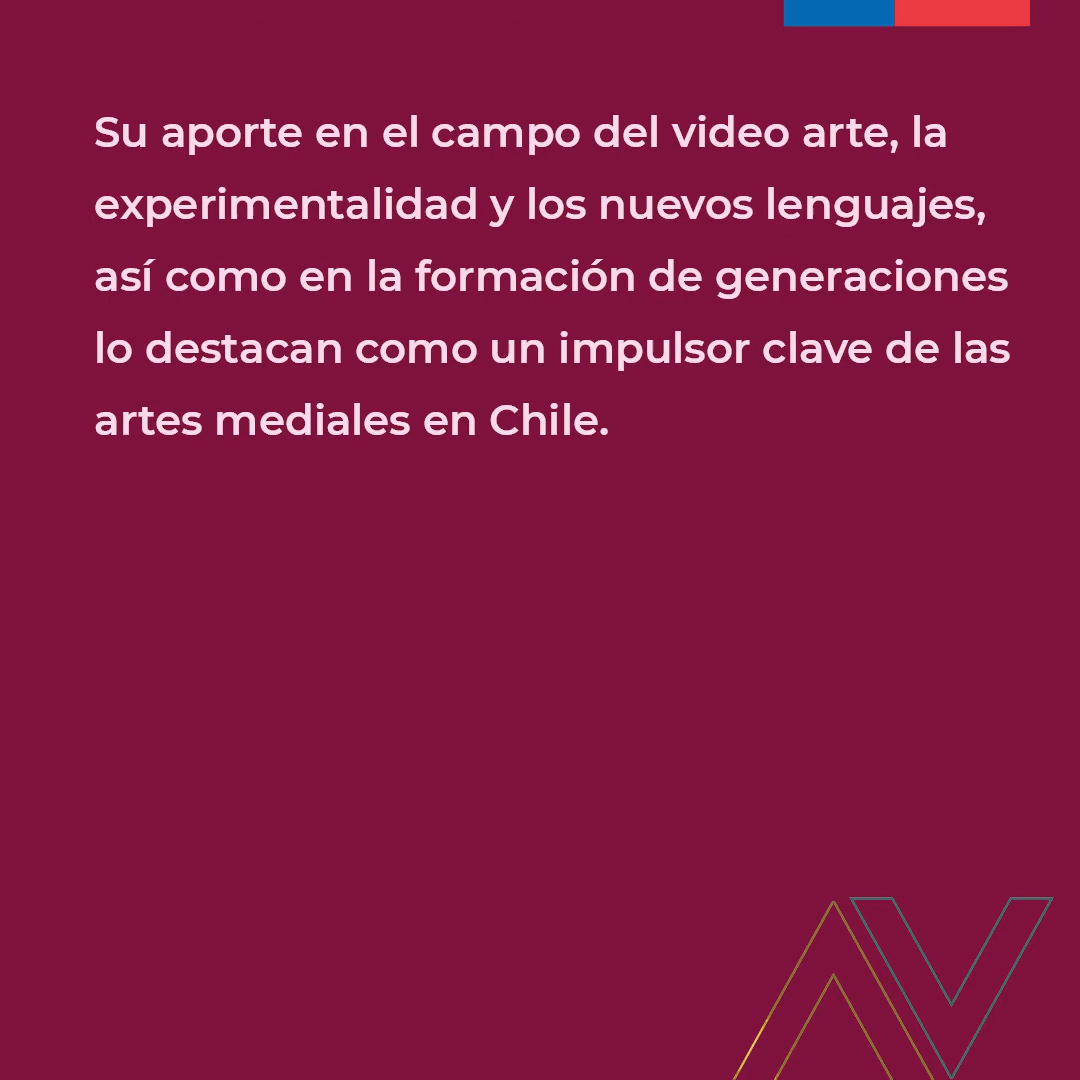 Su aporte en el campo del video arte, la
experimentalidad y los nuevos lenguajes,
así como en la formación de generaciones
lo destacan como un impulsor clave de las
artes mediales en Chile.